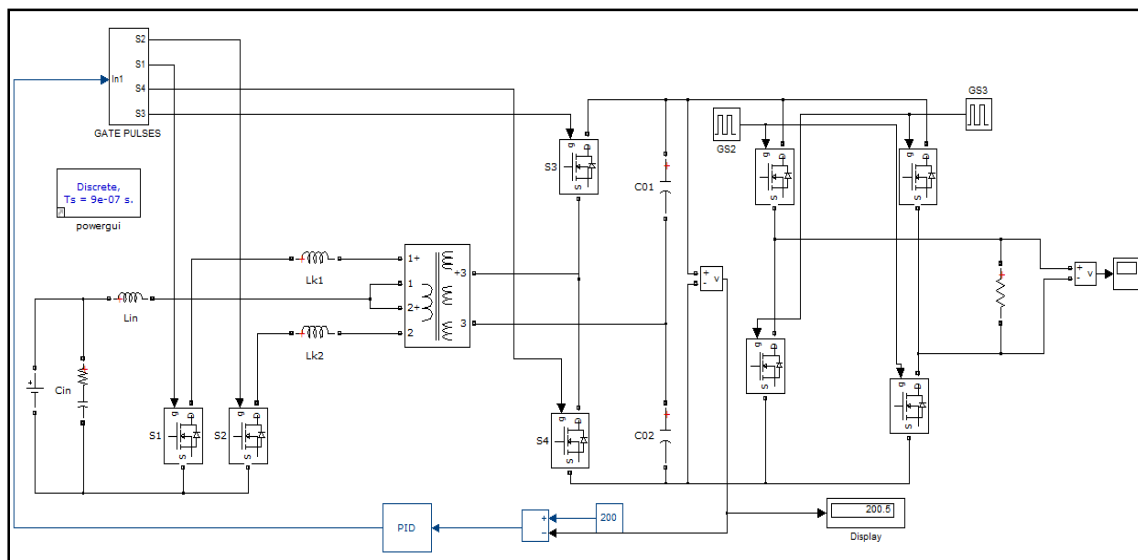 S2
S1
In1
S4
S3
GATE PULSES
GS3
GS2
g
D
S
S3
g
D
S
g
D
S
C01
Discrete,
Ts = 9e-07 s.
powergui
Lk1
1+
1
2+
2
+3
3
Lin
Lk2
+
-
v
+
-
v
g
D
S
Cin
+
g
D
S
S1
g
D
S
S2
g
D
S
S4
C02
g
D
S
PID
+
-
200
200.5
Display